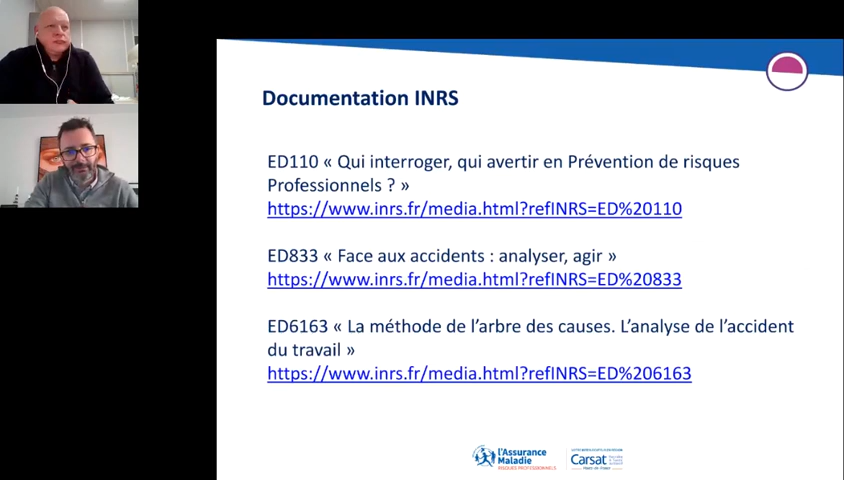 Documentation INRS
ED110 « Qui interroger, qui avertir en Prévention de risques
Professionnels ? »
https://www.inrs.fr/media.html?refINRS=ED%20110
ED833 « Face aux accidents : analyser, agir »
https://www.inrs.fr/media.html?refINRS=ED%20833
ED6163 « La méthode de l’arbre des causes. L’analyse de l’accident
du travail »
https://www.inrs.fr/media.html?refINRS=ED%206163
l'Assurance
Maladie
RISQUES PROFESSIONNELS
Carsat